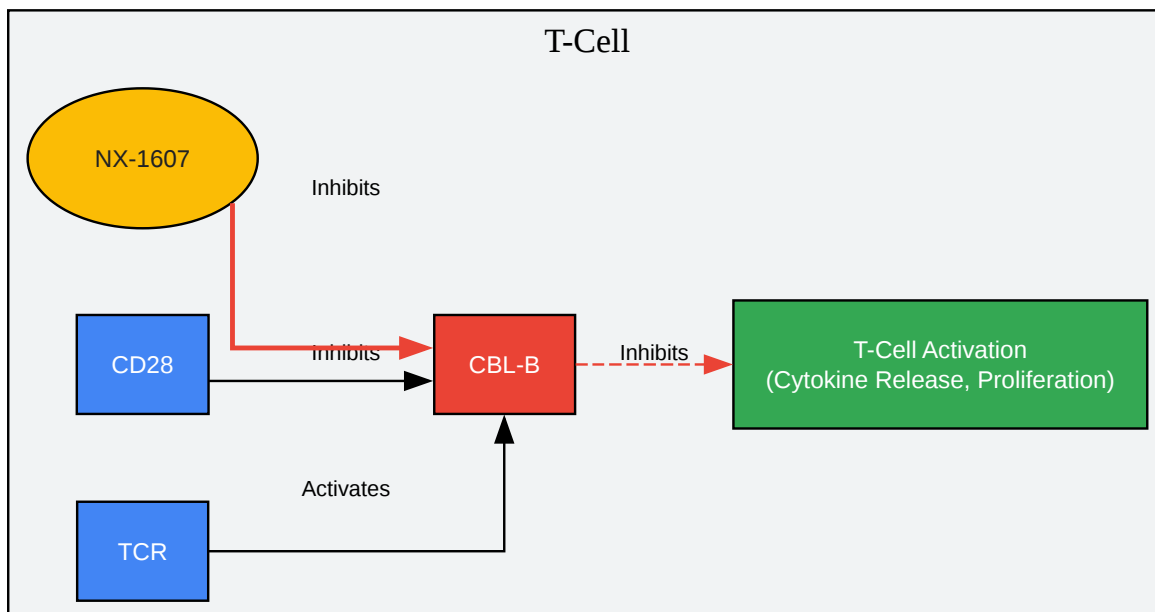 T-Cell
NX-1607
Inhibits
CD28
Inhibits
CBL-B
Inhibits
T-Cell Activation
(Cytokine Release, Proliferation)
Activates
TCR